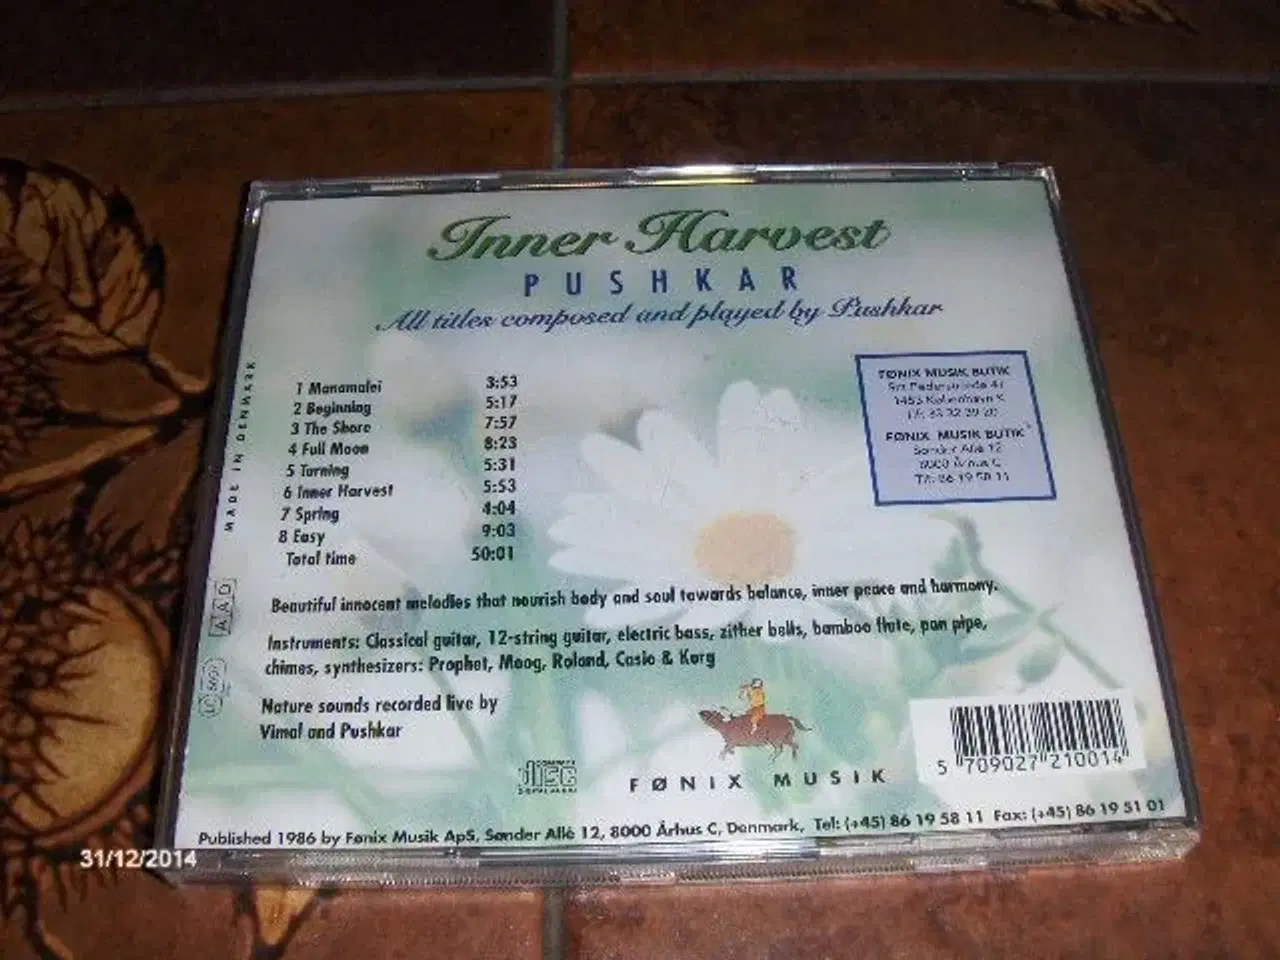 Inner Harvest
PUSHKAR
All titles composed and played by Pushkar
1 Manamalei 3:53
2 Beginning 5:17
3 The Shore 7:57
4 Full Moon 8:23
5 Turning 5:31
6 Inner Harvest 5:53
7 Spring 4:04
8 Easy 9:03
Total time 50:01
FØNIX MUSIK BUTIK
FØNIX MUSIK BUTIK
Sønder Allé 12
8000 Århus C
Tlf: 86 19 58 11
MADE IN DENMARK
AAD
Beautiful innocent melodies that nourish body and soul towards balance, inner peace and harmony.
Instruments: Classical guitar, 12-string guitar, electric bass, zither bells, bamboo flute, pan pipe,
chimes, synthesizers: Prophet, Moog, Roland, Casio & Korg
Nature sounds recorded live by
Vimal and Pushkar
COMPACT
disc
DIGITAL AUDIO
FØNIX MUSIK
5 709027 210014
Published 1986 by Fønix Musik ApS, Sønder Allé 12, 8000 Århus C, Denmark, Tel: (+45) 86 19 58 11 Fax: (+45) 86 19 51 01
31/12/2014